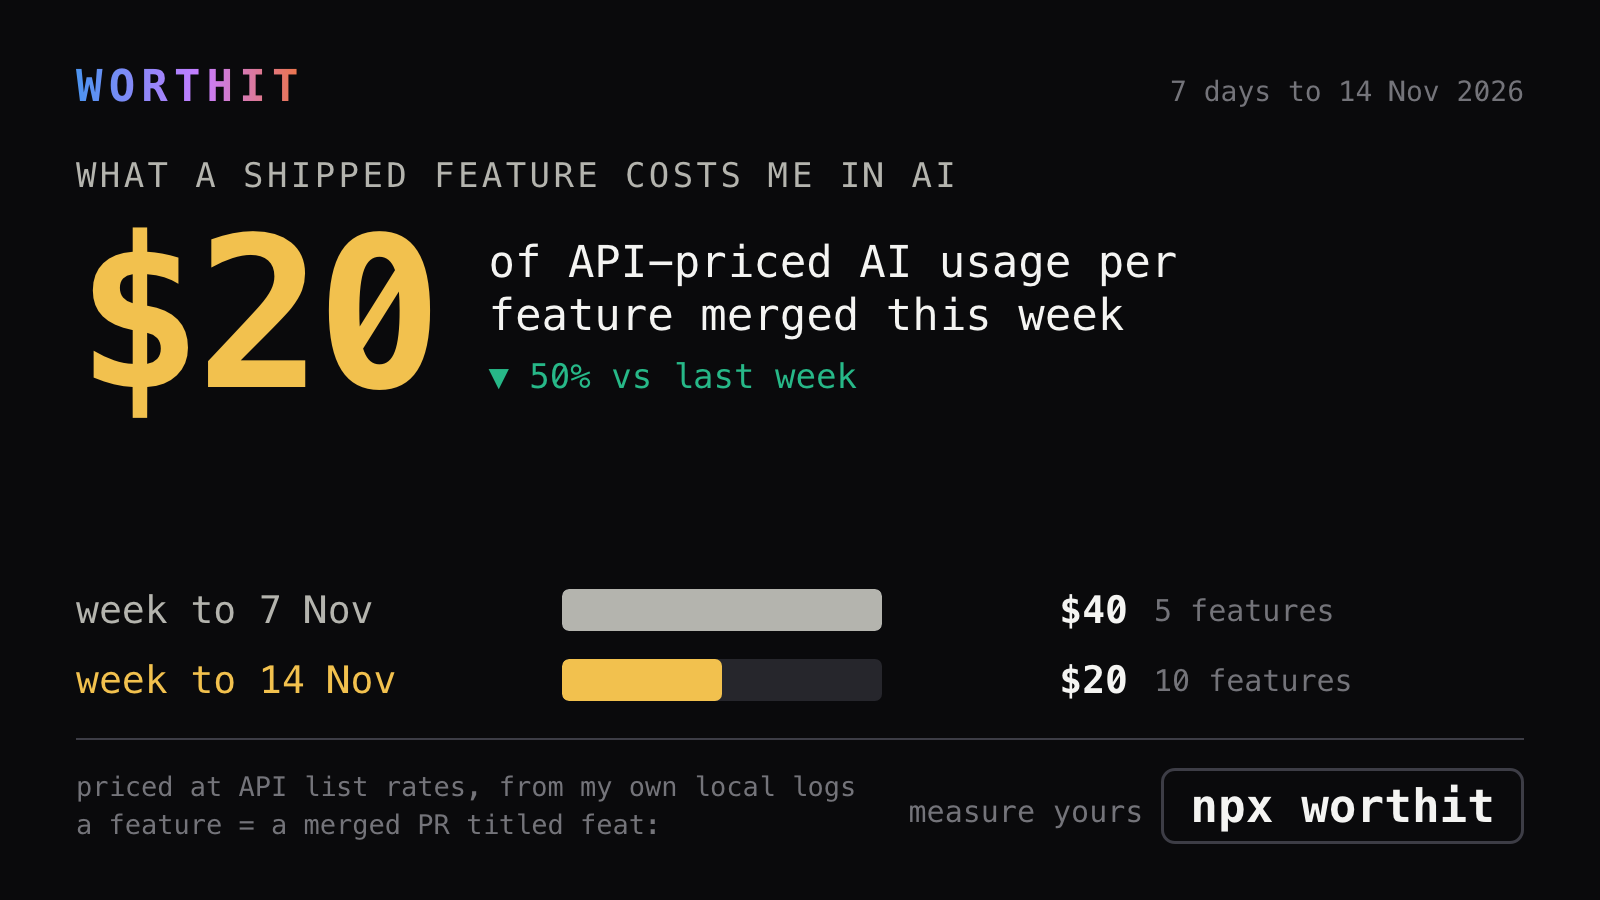 WORTHIT
7 days to 14 Nov 2026
WHAT A SHIPPED FEATURE COSTS ME IN AI
$20
of API−priced AI usage per
feature merged this week
▼ 50% vs last week
week to 7 Nov $40 5 features
week to 14 Nov $20 10 features
priced at API list rates, from my own local logs
a feature = a merged PR titled feat:
measure yours npx worthit